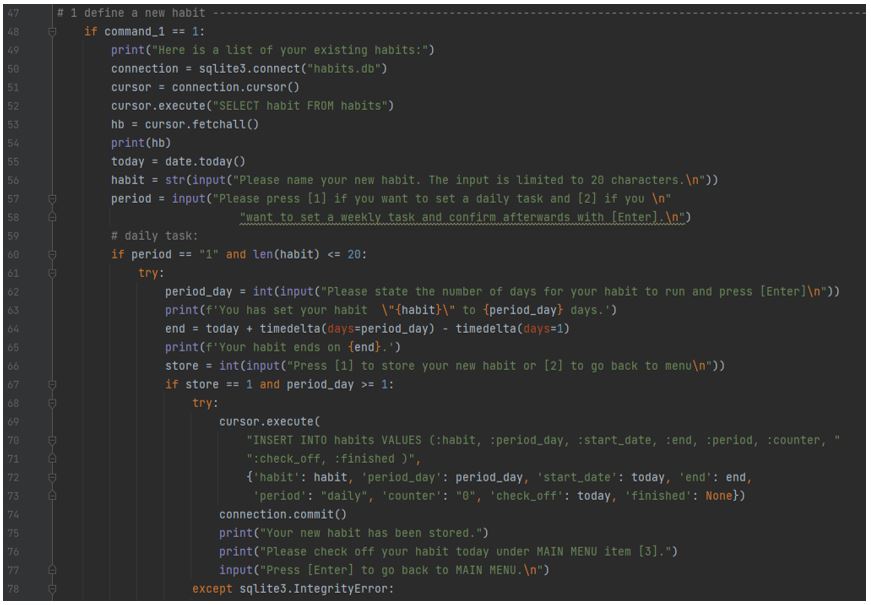 47 # 1 define a new habit --------------------------------------------------------------------------------
48 if command_1 == 1:
49 print("Here is a list of your existing habits:")
50 connection = sqlite3.connect("habits.db")
51 cursor = connection.cursor()
52 cursor.execute("SELECT habit FROM habits")
53 hb = cursor.fetchall()
54 print(hb)
55 today = date.today()
56 habit = str(input("Please name your new habit. The input is limited to 20 characters.\n"))
57 period = input("Please press [1] if you want to set a daily task and [2] if you \n"
58 "want to set a weekly task and confirm afterwards with [Enter].\n")
59 # daily task:
60 if period == "1" and len(habit) <= 20:
61 try:
62 period_day = int(input("Please state the number of days for your habit to run and press [Enter]\n"))
63 print(f'You has set your habit  \"{habit}\" to {period_day} days.')
64 end = today + timedelta(days=period_day) - timedelta(days=1)
65 print(f'Your habit ends on {end}.')
66 store = int(input("Press [1] to store your new habit or [2] to go back to menu\n"))
67 if store == 1 and period_day >= 1:
68 try:
69 cursor.execute(
70 "INSERT INTO habits VALUES (:habit, :period_day, :start_date, :end, :period, :counter, "
71 ":check_off, :finished )",
72 {'habit': habit, 'period_day': period_day, 'start_date': today, 'end': end,
73 'period': "daily", 'counter': "0", 'check_off': today, 'finished': None})
74 connection.commit()
75 print("Your new habit has been stored.")
76 print("Please check off your habit today under MAIN MENU item [3].")
77 input("Press [Enter] to go back to MAIN MENU.\n")
78 except sqlite3.IntegrityError: